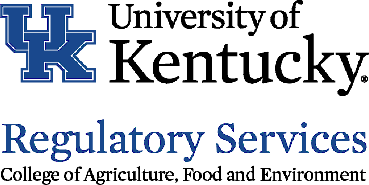 UK
University of
Kentucky®
Regulatory Services
College of Agriculture, Food and Environment